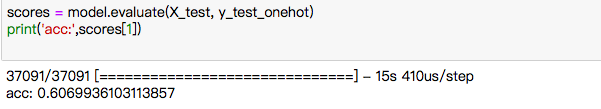 scores = model.evaluate(X_test, y_test_onehot)
print('acc:',scores[1])
37091/37091 [==============================] – 15s 410us/step
acc: 0.6069936103113857